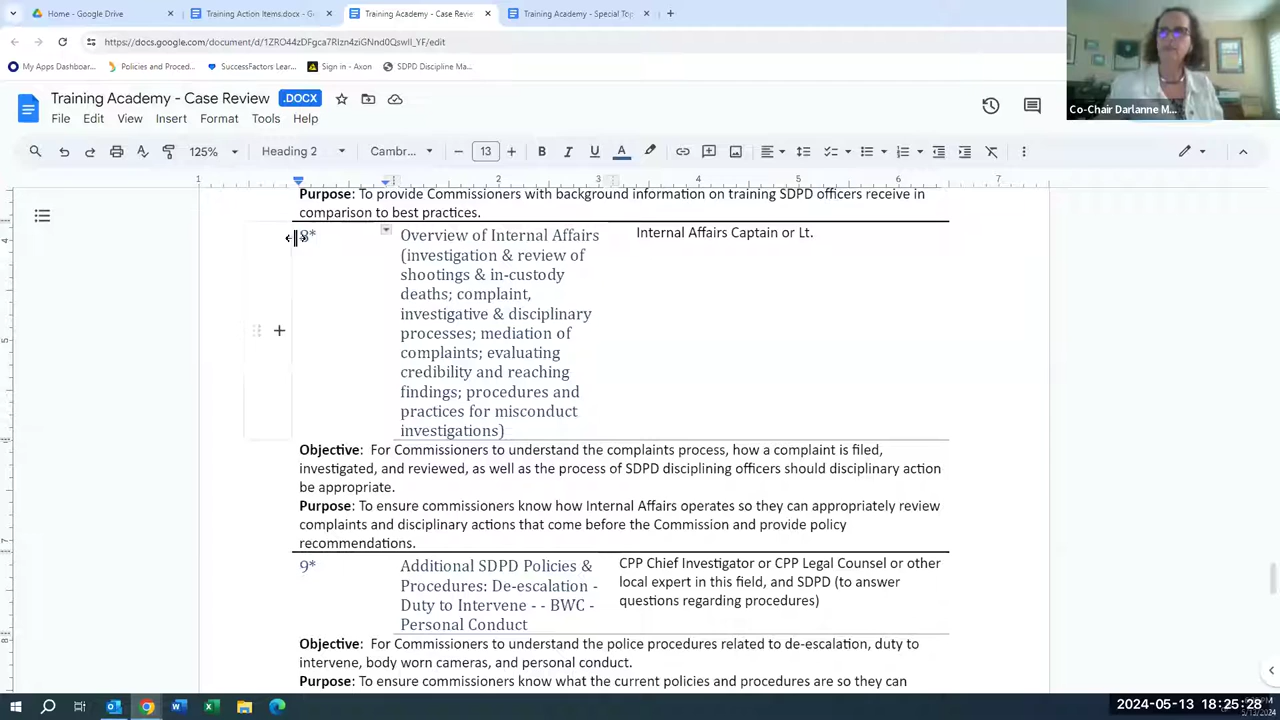 Home - Google Drive
Training Action Items.docx - G
Training Academy - Case Revie
Training Academy - Special Top
https://docs.google.com/document/d/1ZRO44zDFgca7Rlzn4ziGNnd0QswlI_YF/edit
My Apps Dashboar...
Policies and Proced...
SuccessFactors Lear...
Sign in - Axon
SDPD Discipline Ma...
Training Academy - Case Review .DOCX
File Edit View Insert Format Tools Help
125% Heading 2 Cambr... 13
1 1 2 3 4 5 6 7
Purpose: To provide Commissioners with background information on training SDPD officers receive in
comparison to best practices.
8*
Overview of Internal Affairs
(investigation & review of
shootings & in-custody
deaths; complaint,
investigative & disciplinary
processes; mediation of
complaints; evaluating
credibility and reaching
findings; procedures and
practices for misconduct
investigations)
Internal Affairs Captain or Lt.
Objective: For Commissioners to understand the complaints process, how a complaint is filed,
investigated, and reviewed, as well as the process of SDPD disciplining officers should disciplinary action
be appropriate.
Purpose: To ensure commissioners know how Internal Affairs operates so they can appropriately review
complaints and disciplinary actions that come before the Commission and provide policy
recommendations.
9*
Additional SDPD Policies &
Procedures: De-escalation -
Duty to Intervene - - BWC -
Personal Conduct
CPP Chief Investigator or CPP Legal Counsel or other
local expert in this field, and SDPD (to answer
questions regarding procedures)
Objective: For Commissioners to understand the police procedures related to de-escalation, duty to
intervene, body worn cameras, and personal conduct.
Purpose: To ensure commissioners know what the current policies and procedures are so they can
Co-Chair Darlanne M...
2024-05-13 18:25:28